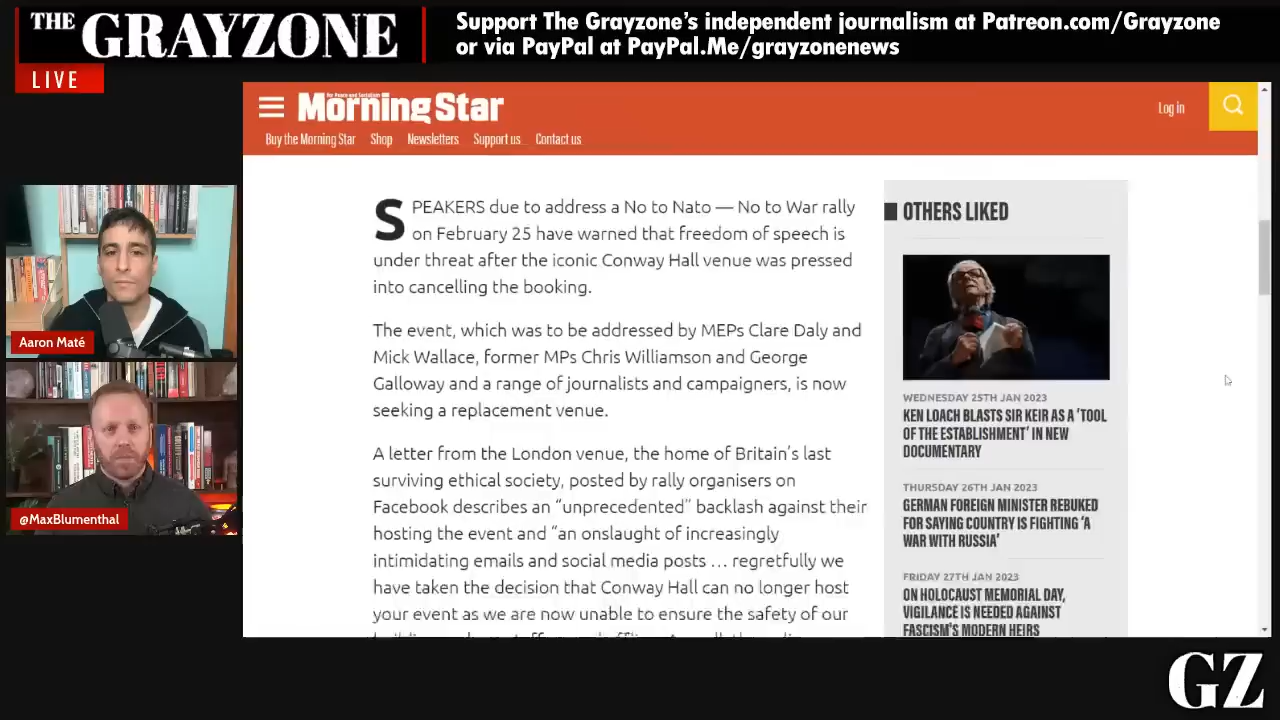 THE GRAYZONE
LIVE
Support The Grayzone's independent journalism at Patreon.com/Grayzone
or via PayPal at PayPal.Me/grayzonenews
For Peace and Socialism
Morning Star
Log in
Buy the Morning Star Shop Newsletters Support us Contact us
SPEAKERS due to address a No to Nato — No to War rally
on February 25 have warned that freedom of speech is
under threat after the iconic Conway Hall venue was pressed
into cancelling the booking.
The event, which was to be addressed by MEPs Clare Daly and
Mick Wallace, former MPs Chris Williamson and George
Galloway and a range of journalists and campaigners, is now
seeking a replacement venue.
A letter from the London venue, the home of Britain's last
surviving ethical society, posted by rally organisers on
Facebook describes an “unprecedented” backlash against their
hosting the event and “an onslaught of increasingly
intimidating emails and social media posts … regretfully we
have taken the decision that Conway Hall can no longer host
your event as we are now unable to ensure the safety of our
OTHERS LIKED
WEDNESDAY 25TH JAN 2023
KEN LOACH BLASTS SIR KEIR AS A 'TOOL
OF THE ESTABLISHMENT' IN NEW
DOCUMENTARY
THURSDAY 26TH JAN 2023
GERMAN FOREIGN MINISTER REBUKED
FOR SAYING COUNTRY IS FIGHTING 'A
WAR WITH RUSSIA'
FRIDAY 27TH JAN 2023
ON HOLOCAUST MEMORIAL DAY,
VIGILANCE IS NEEDED AGAINST
FASCISM'S MODERN HEIRS
Aaron Maté
@MaxBlumenthal
GZ